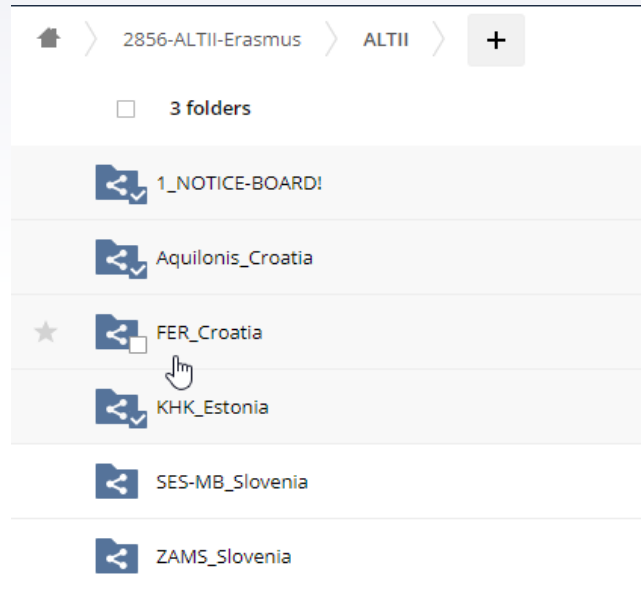 2856-ALTII-Erasmus ALTII +
3 folders
1_NOTICE-BOARD!
Aquilonis_Croatia
FER_Croatia
KHK_Estonia
SES-MB_Slovenia
ZAMS_Slovenia